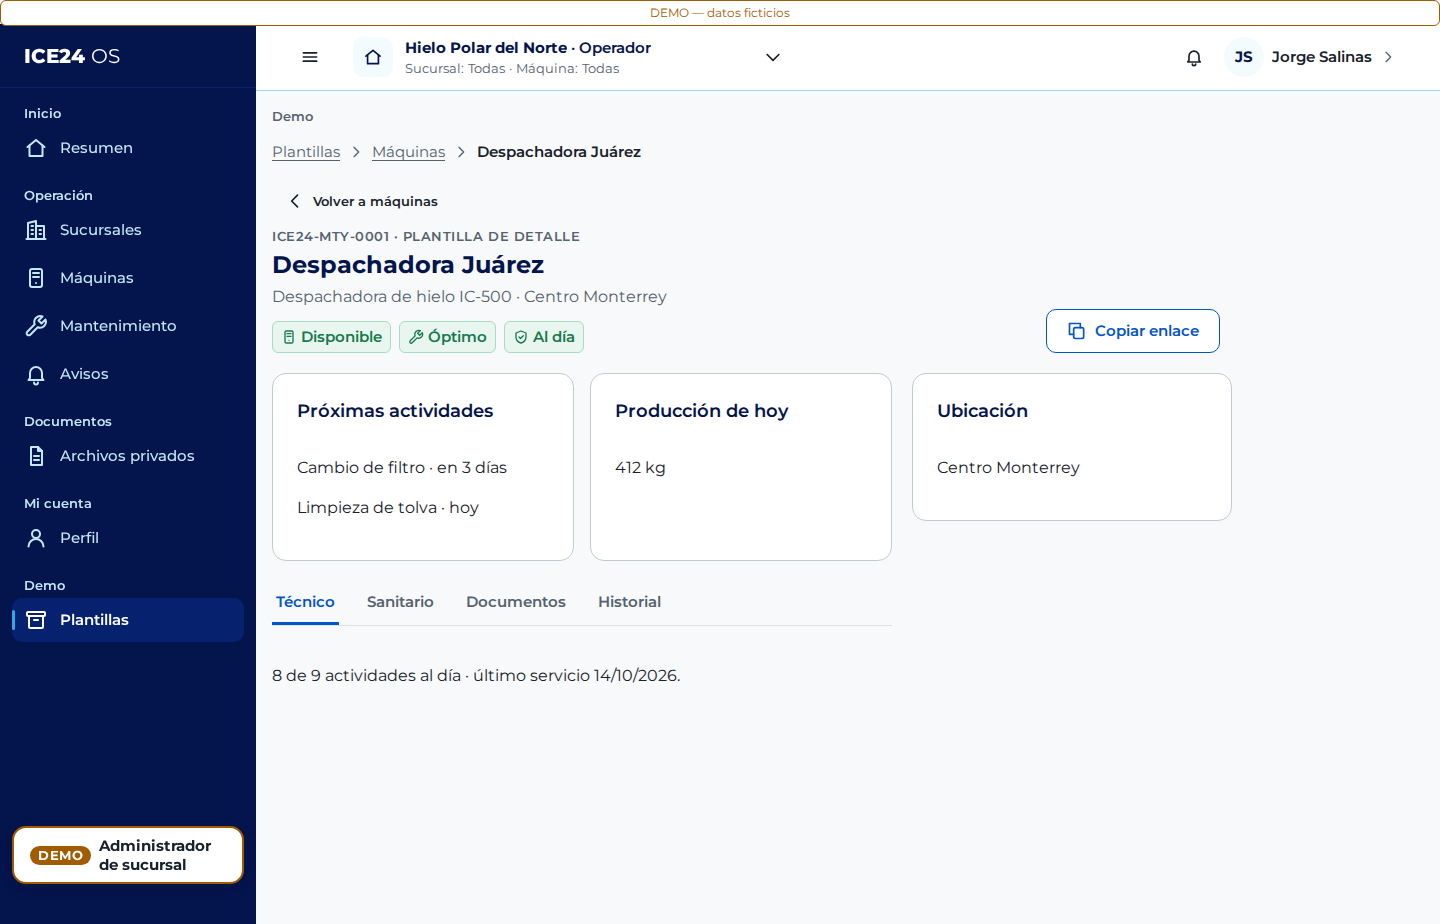 DEMO — datos ficticios
ICE24 OS
Inicio
Resumen
Operación
Sucursales
Máquinas
Mantenimiento
Avisos
Documentos
Archivos privados
Mi cuenta
Perfil
Demo
Plantillas
DEMO
Administrador
de sucursal
Hielo Polar del Norte · Operador
Sucursal: Todas · Máquina: Todas
JS Jorge Salinas
Demo
Plantillas Máquinas Despachadora Juárez
Volver a máquinas
ICE24-MTY-0001 · PLANTILLA DE DETALLE
Despachadora Juárez
Despachadora de hielo IC-500 · Centro Monterrey
Disponible Óptimo Al día
Copiar enlace
Próximas actividades
Cambio de filtro · en 3 días
Limpieza de tolva · hoy
Producción de hoy
412 kg
Ubicación
Centro Monterrey
Técnico Sanitario Documentos Historial
8 de 9 actividades al día · último servicio 14/10/2026.